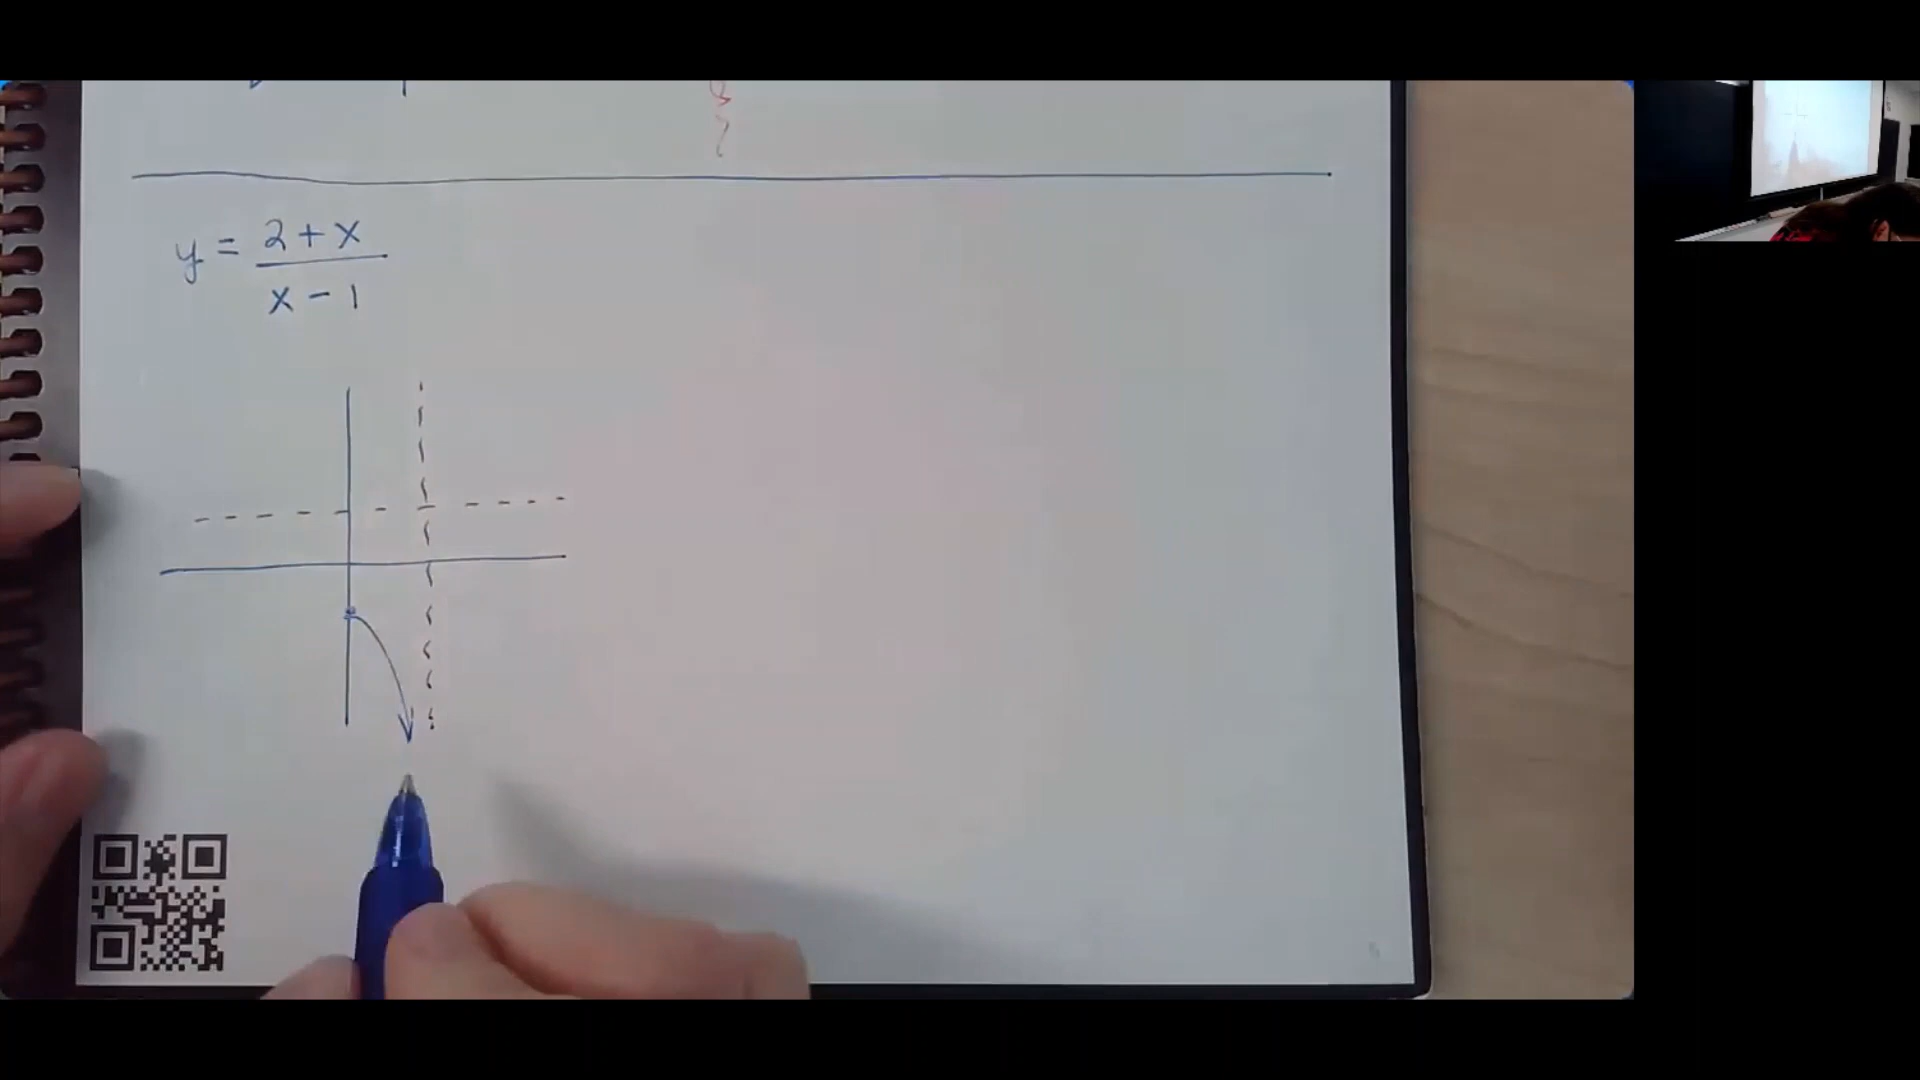 y = 2 + x
x - 1